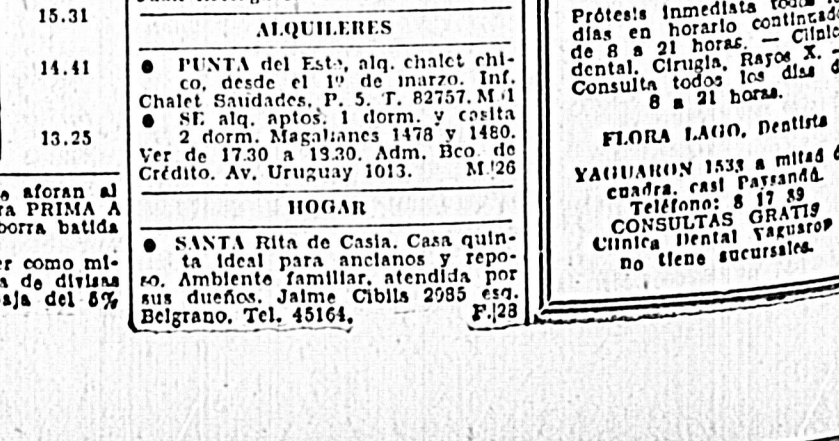 15.31
14.41
13.25
aforan al
PRIMA A
borra batida
como mi-
de divisas
del 5%
ALQUILERES
● PUNTA del Este, alq. chalet chi-
co, desde el 1º de marzo. Inf.
Chalet Saudades, P. 5. T. 82757. M.|1
● SE alq. aptos. 1 dorm. y casita
2 dorm. Magallanes 1478 y 1480.
Ver de 17.30 a 19.30. Adm. Bco. de
Crédito. Av. Uruguay 1013. M.|26
HOGAR
● SANTA Rita de Casia. Casa quin-
ta ideal para ancianos y repo-
so. Ambiente familiar, atendida por
sus dueños. Jaime Cibils 2985 esq.
Belgrano. Tel. 45164. F.|28
Prótesis inmediata todos
días en horario continuado
de 8 a 21 horas. — Clínica
dental. Cirugía, Rayos X.
Consulta todos los días de
8 a 21 horas.
FLORA LAGO, Dentista
YAGUARON 1533 a mitad
cuadra, casi Paysandú
Teléfono: 8 17 39
CONSULTAS GRATIS
Clínica Dental Yaguarón
no tiene sucursales.